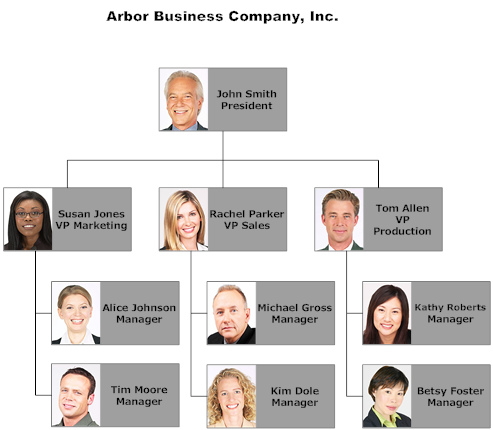 Arbor Business Company, Inc.
John Smith
President
Susan Jones
VP Marketing
Rachel Parker
VP Sales
Tom Allen
VP
Production
Alice Johnson
Manager
Michael Gross
Manager
Kathy Roberts
Manager
Tim Moore
Manager
Kim Dole
Manager
Betsy Foster
Manager